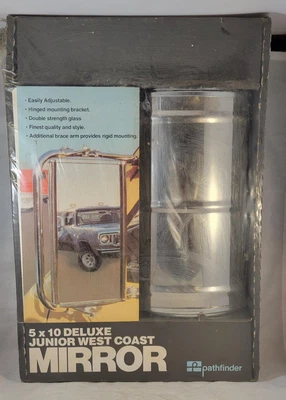 · Easily Adjustable.
· Hinged mounting bracket.
· Double strength glass.
· Finest quality and style.
· Additional brace arm provides rigid mounting.
5 x 10 DELUXE
JUNIOR WEST COAST
MIRROR
pathfinder